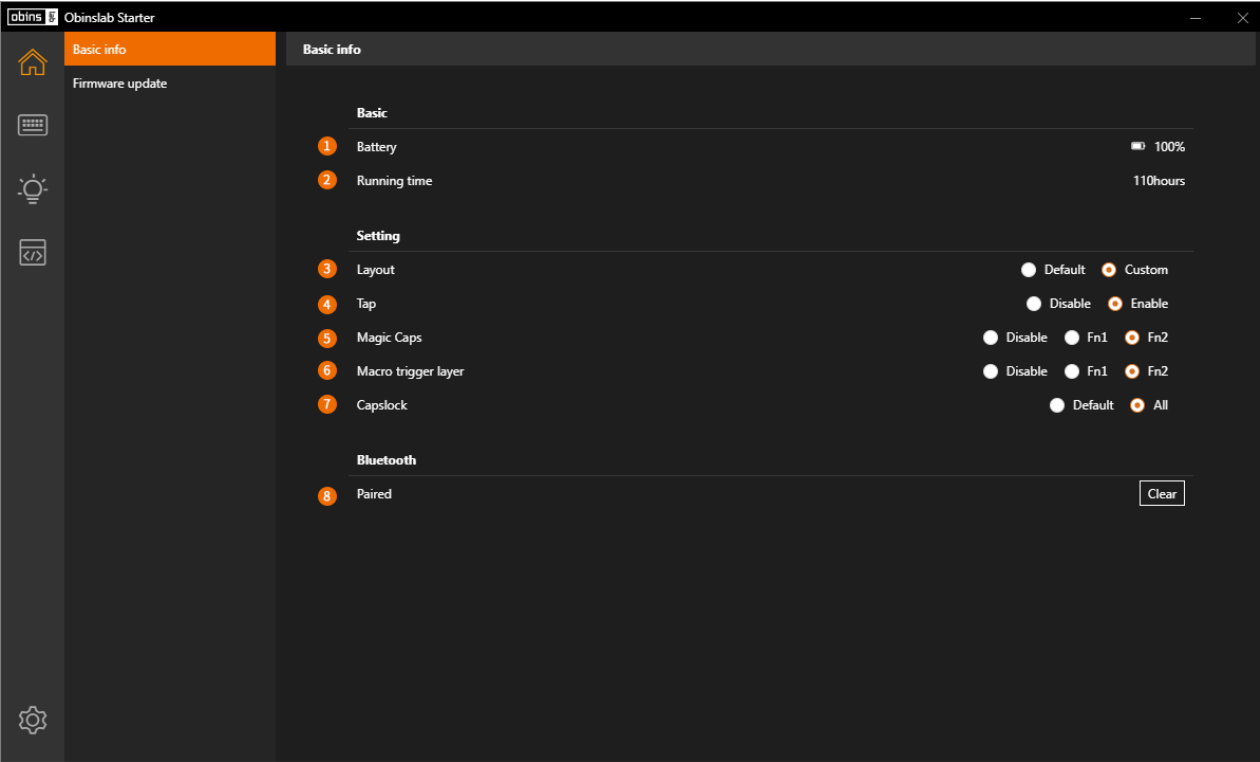 obins Obinslab Starter
Basic info
Firmware update
Basic info
Basic
1 Battery 100%
2 Running time 110hours
Setting
3 Layout Default Custom
4 Tap Disable Enable
5 Magic Caps Disable Fn1 Fn2
6 Macro trigger layer Disable Fn1 Fn2
7 Capslock Default All
Bluetooth
8 Paired Clear